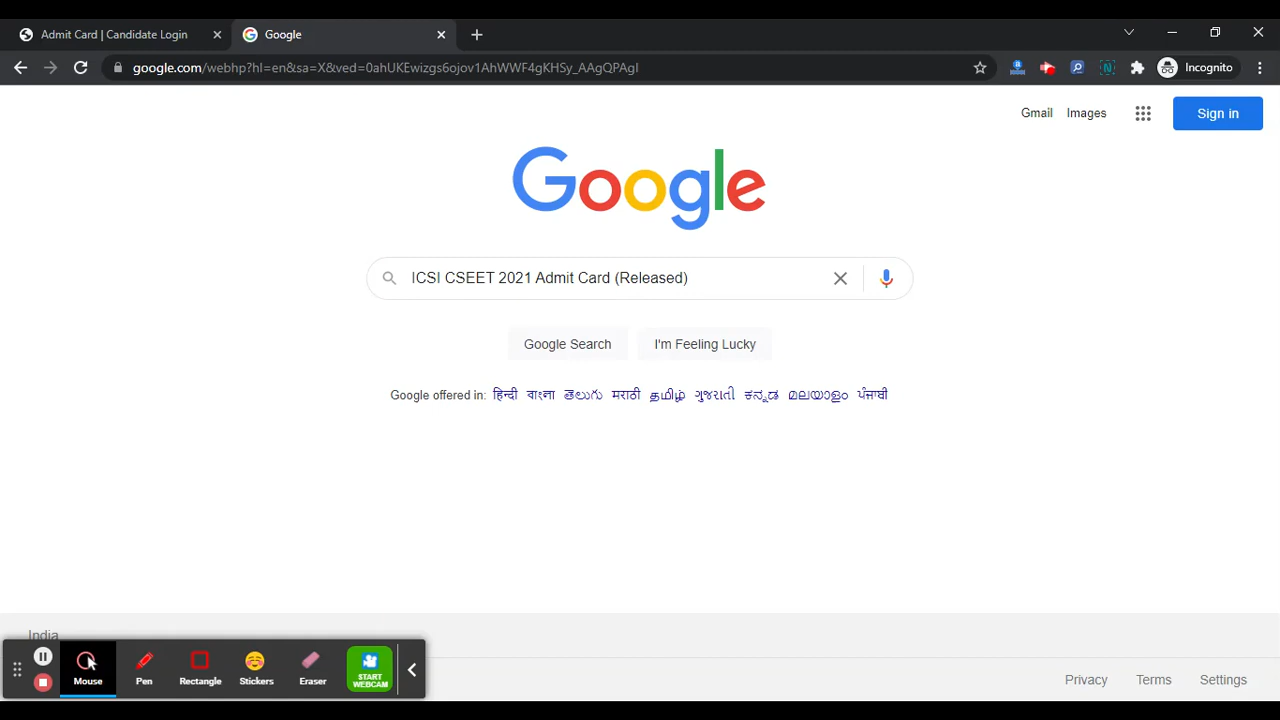 Admit Card | Candidate Login
Google
google.com/webhp?hl=en&sa=X&ved=0ahUKEwizgs6ojov1AhWWF4gKHSy_AAgQPAgI
Incognito
Gmail Images Sign in
Google
ICSI CSEET 2021 Admit Card (Released)
Google Search I'm Feeling Lucky
Google offered in: हिन्दी বাংলা తెలుగు मराठी தமிழ் ગુજરાતી ಕನ್ನಡ മലയാളം ਪੰਜਾਬੀ
India
Mouse Pen Rectangle Stickers Eraser START WEBCAM
Privacy Terms Settings